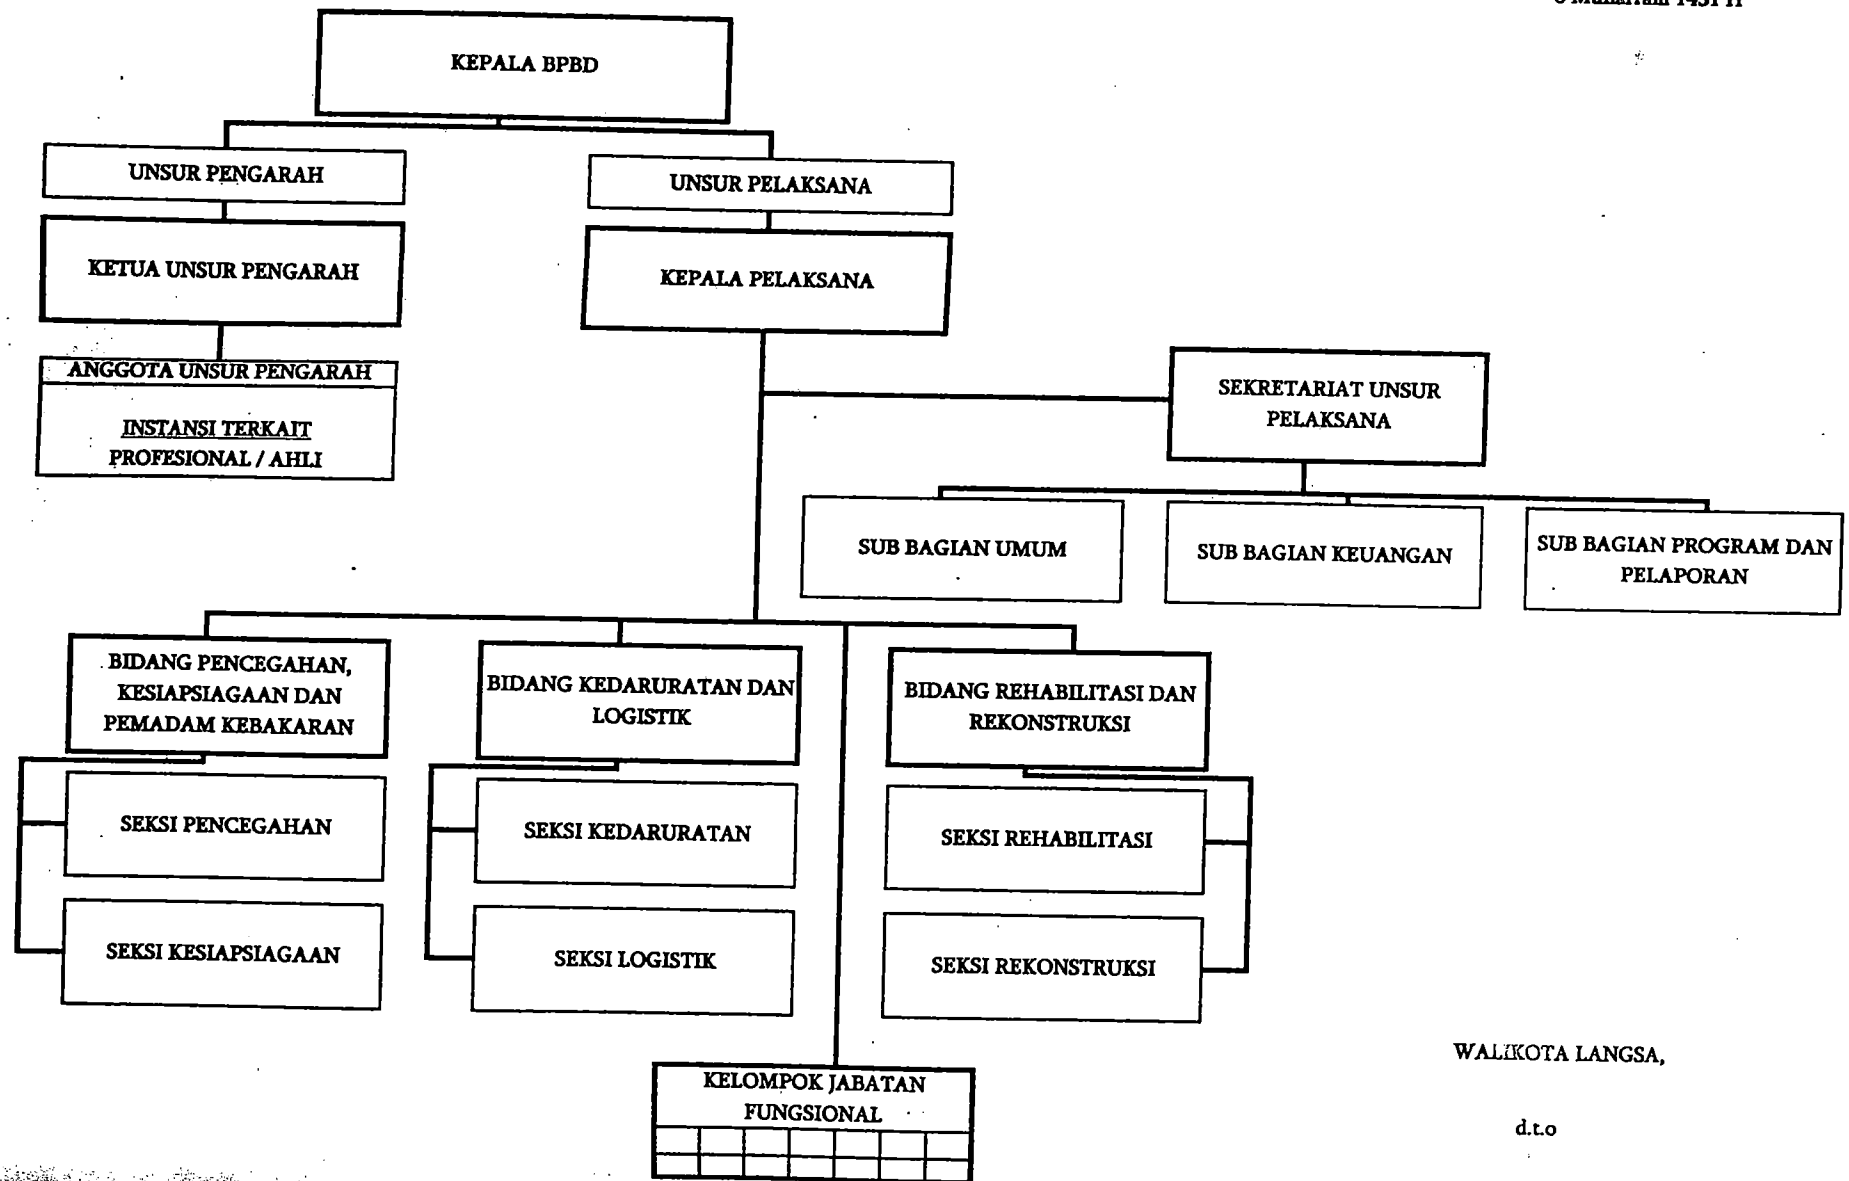 KEPALA BPBD
UNSUR PENGARAH
UNSUR PELAKSANA
KETUA UNSUR PENGARAH
KEPALA PELAKSANA
ANGGOTA UNSUR PENGARAH
INSTANSI TERKAIT
PROFESIONAL / AHLI
SEKRETARIAT UNSUR
PELAKSANA
SUB BAGIAN UMUM
SUB BAGIAN KEUANGAN
SUB BAGIAN PROGRAM DAN
PELAPORAN
BIDANG PENCEGAHAN,
KESIAPSIAGAAN DAN
PEMADAM KEBAKARAN
BIDANG KEDARURATAN DAN
LOGISTIK
BIDANG REHABILITASI DAN
REKONSTRUKSI
SEKSI PENCEGAHAN
SEKSI KEDARURATAN
SEKSI REHABILITASI
SEKSI KESIAPSIAGAAN
SEKSI LOGISTIK
SEKSI REKONSTRUKSI
KELOMPOK JABATAN
FUNGSIONAL
WALIKOTA LANGSA,
d.t.o